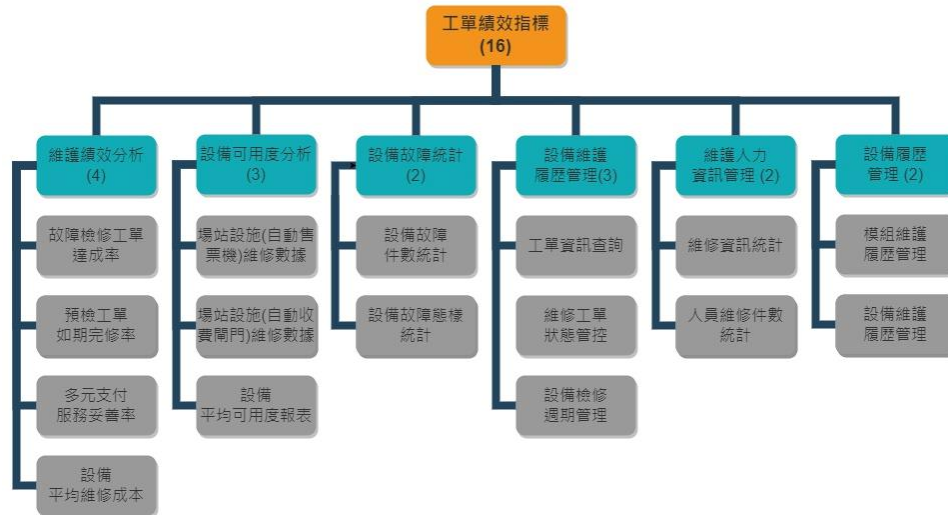 工單績效指標
(16)
維護績效分析
(4)
故障檢修工單
達成率
預檢工單
如期完修率
多元支付
服務妥善率
設備
平均維修成本
設備可用度分析
(3)
場站設施(自動售
票機)維修數據
場站設施(自動收
費閘門)維修數據
設備
平均可用度報表
設備故障統計
(2)
設備故障
件數統計
設備故障態樣
統計
設備維護
履歷管理(3)
工單資訊查詢
維修工單
狀態管控
設備檢修
週期管理
維護人力
資訊管理 (2)
維修資訊統計
人員維修件數
統計
設備履歷
管理 (2)
模組維護
履歷管理
設備維護
履歷管理